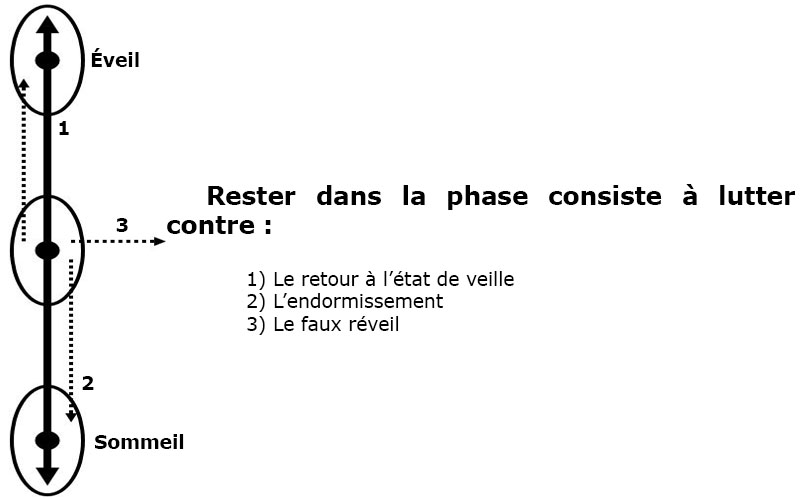 Éveil
1
Rester dans la phase consiste à lutter
3
contre :
1) Le retour à l’état de veille
2) L’endormissement
3) Le faux réveil
2
Sommeil